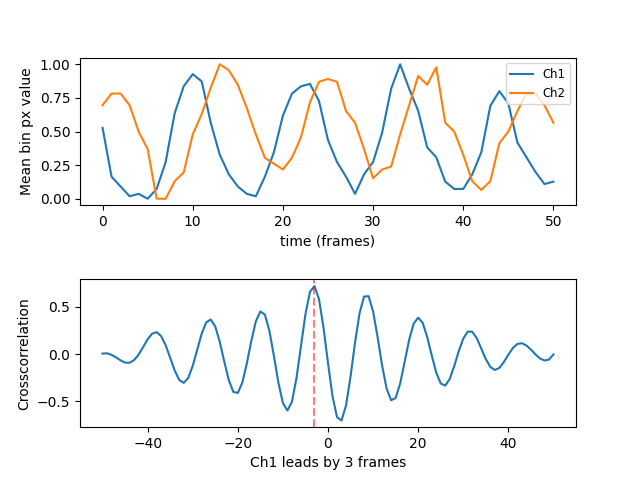 1.00
0.75
0.50
0.25
0.00
Mean bin px value
Ch1
Ch2
0 10 20 30 40 50
time (frames)
0.5
0.0
−0.5
Crosscorrelation
−40 −20 0 20 40
Ch1 leads by 3 frames